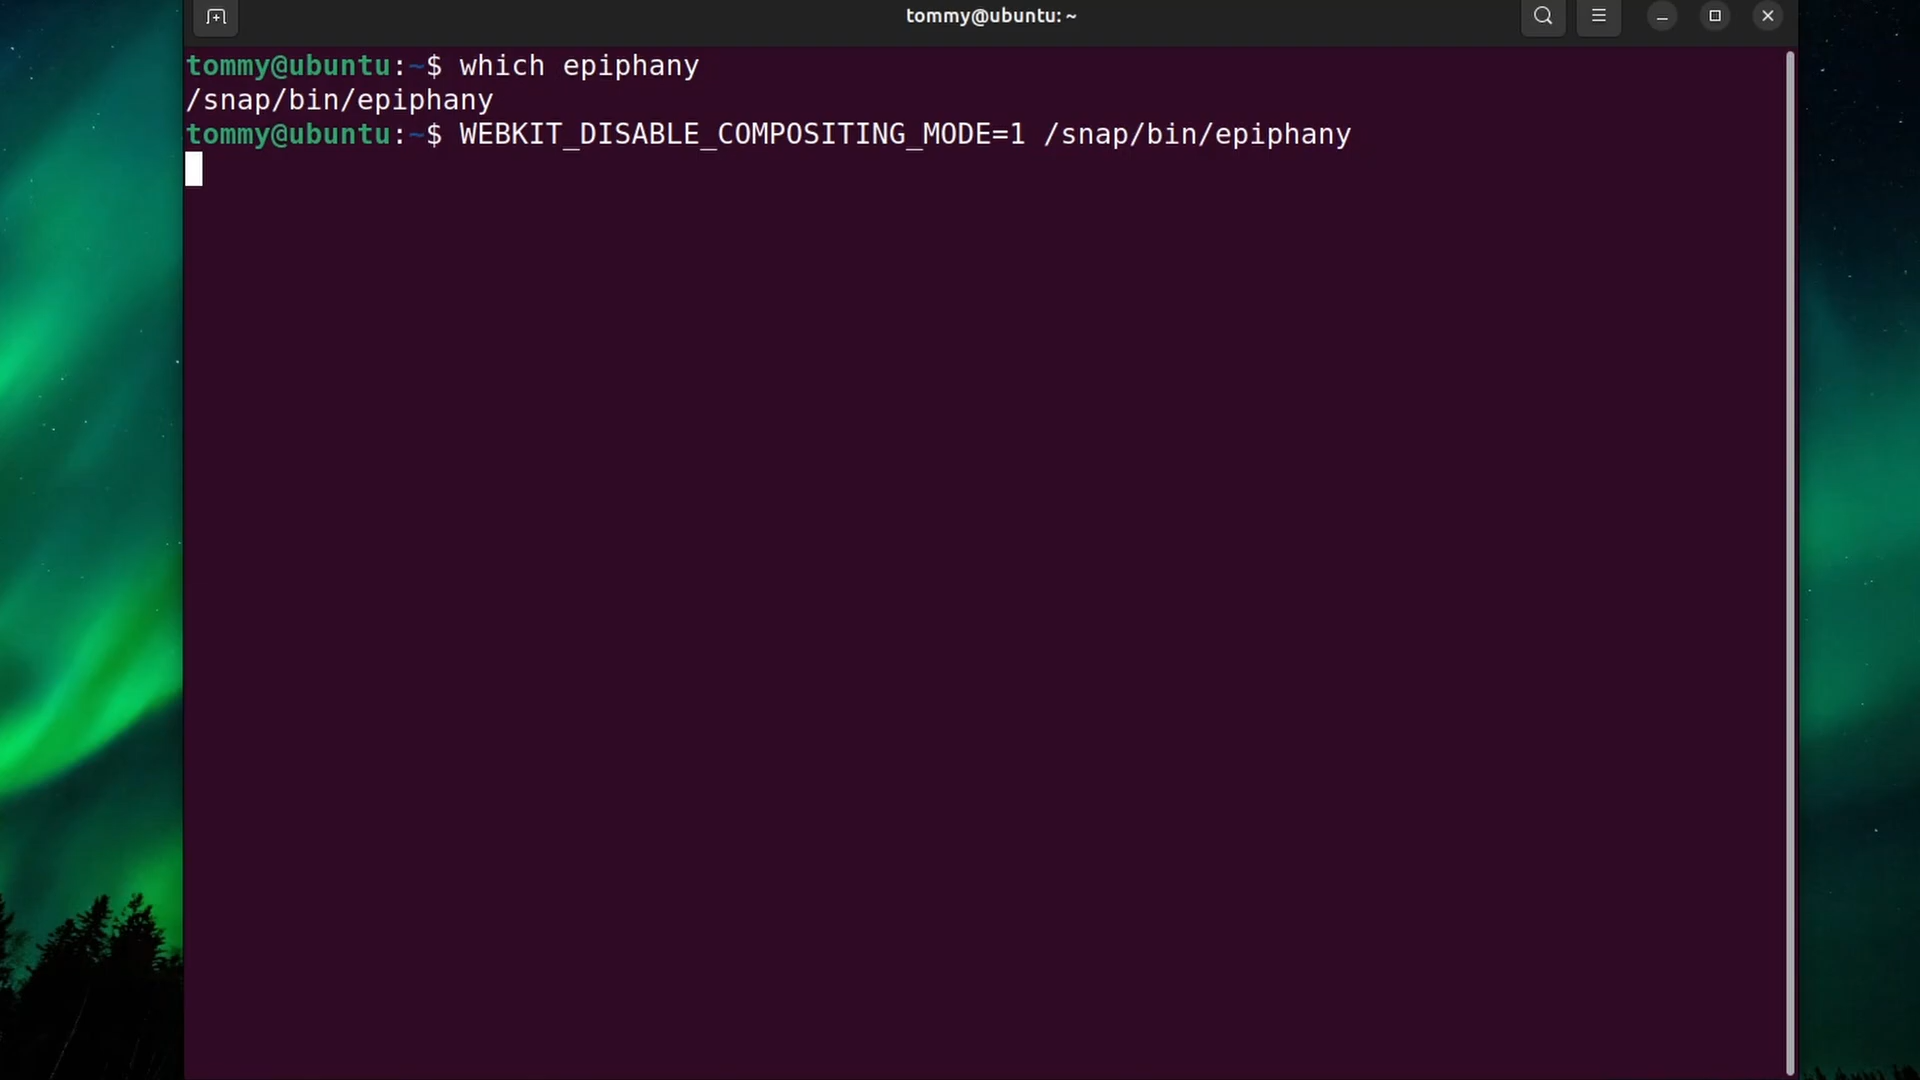 tommy@ubuntu: ~
tommy@ubuntu:~$ which epiphany
/snap/bin/epiphany
tommy@ubuntu:~$ WEBKIT_DISABLE_COMPOSITING_MODE=1 /snap/bin/epiphany